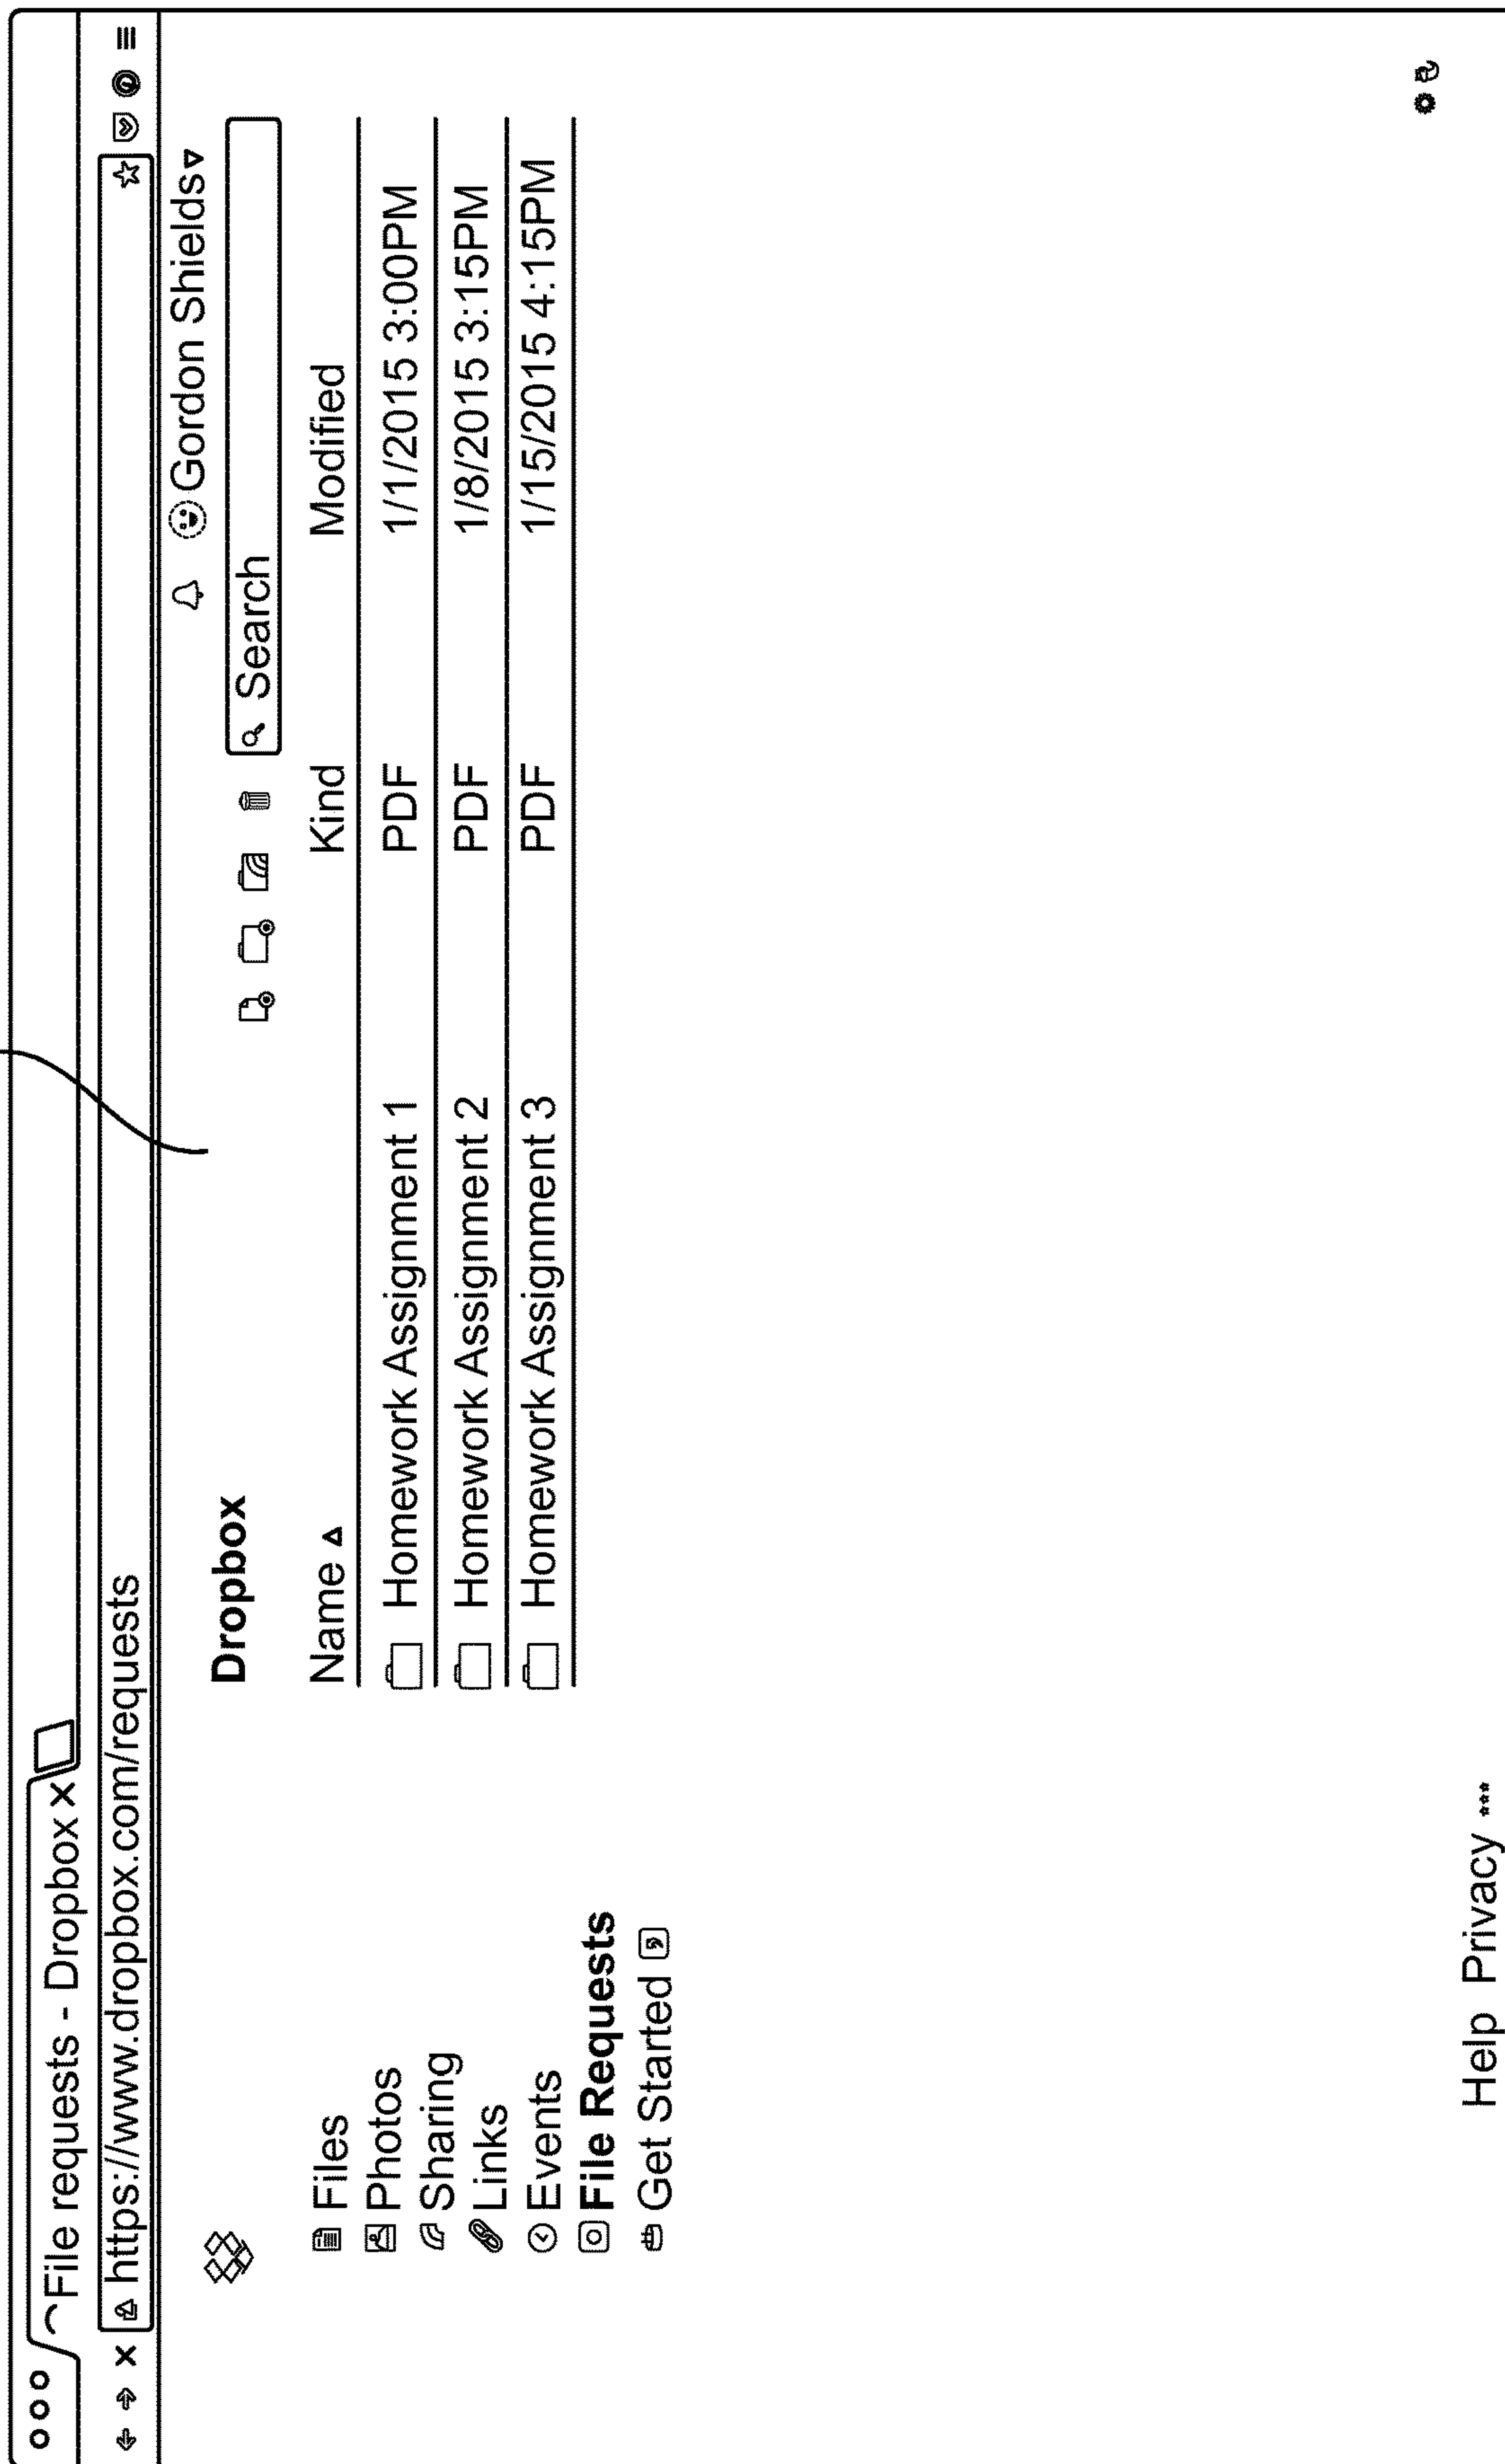 File requests - Dropbox
https://www.dropbox.com/requests
Gordon Shields
Dropbox
Search
Name Kind Modified
Homework Assignment 1 PDF 1/1/2015 3:00PM
Homework Assignment 2 PDF 1/8/2015 3:15PM
Homework Assignment 3 PDF 1/15/2015 4:15PM
Files
Photos
Sharing
Links
Events
File Requests
Get Started
Help Privacy